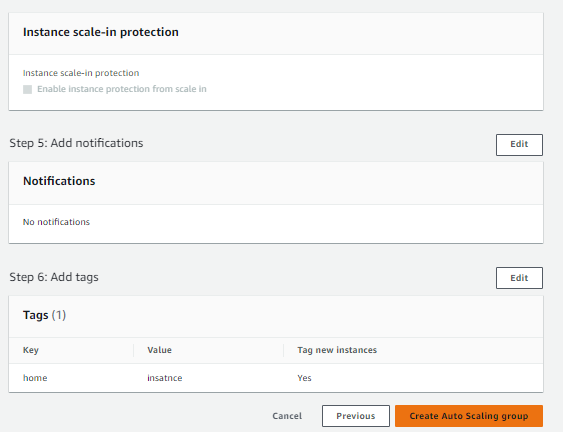 Instance scale-in protection
Instance scale-in protection
Enable instance protection from scale in
Step 5: Add notifications
Edit
Notifications
No notifications
Step 6: Add tags
Edit
Tags (1)
Key Value Tag new instances
home insatnce Yes
Cancel Previous Create Auto Scaling group